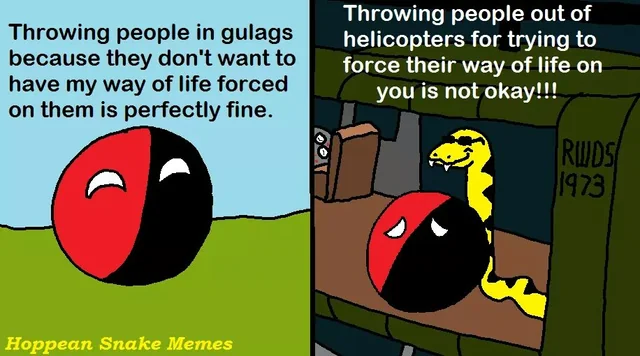 Throwing people in gulags
because they don't want to
have my way of life forced
on them is perfectly fine.
Hoppean Snake Memes
Throwing people out of
helicopters for trying to
force their way of life on
you is not okay!!!
RWDS
1973